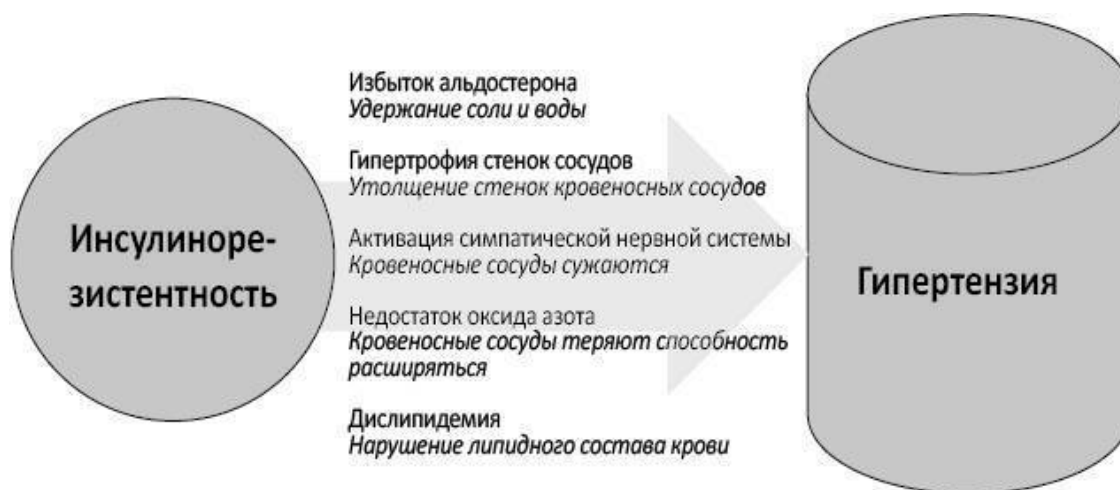 Инсулиноре-
зистентность
Избыток альдостерона
Удержание соли и воды
Гипертрофия стенок сосудов
Утолщение стенок кровеносных сосудов
Активация симпатической нервной системы
Кровеносные сосуды сужаются
Недостаток оксида азота
Кровеносные сосуды теряют способность
расширяться
Дислипидемия
Нарушение липидного состава крови
Гипертензия